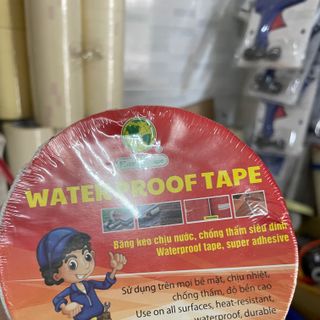 WATERPROOF TAPE
Băng keo chịu nước, chống thấm siêu dính
Waterproof tape, super adhesive
Sử dụng trên mọi bề mặt, chịu nhiệt,
chống thấm, độ bền cao
Use on all surfaces, heat-resistant,
waterproof, durable